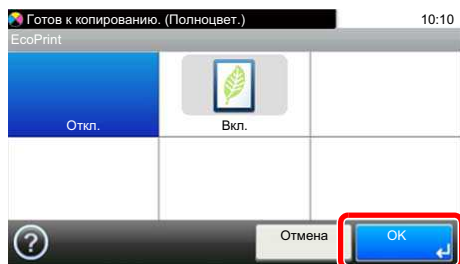 Готов к копированию. (Полноцвет.) 10:10
EcoPrint
Откл. Вкл.
? Отмена OK